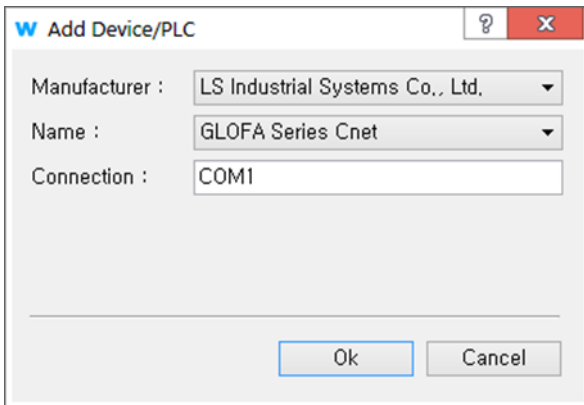 W Add Device/PLC
?
Manufacturer : LS Industrial Systems Co,, Ltd,
Name : GLOFA Series Cnet
Connection : COM1
Ok Cancel